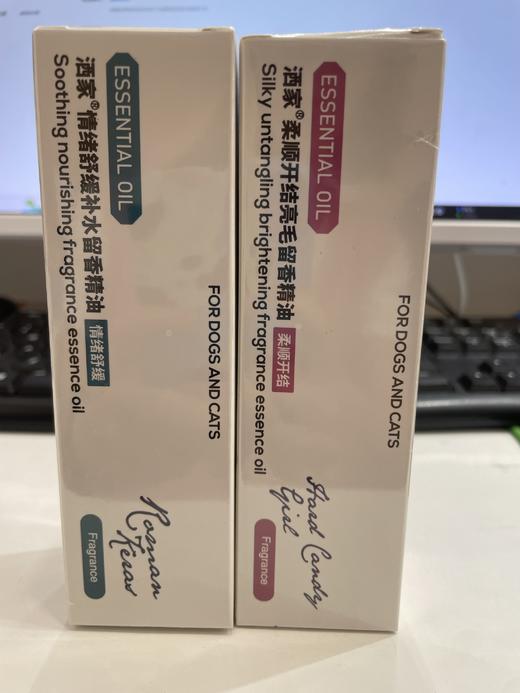 ESSENTIAL OIL
洒家®情绪舒缓补水留香精油 情绪舒缓
Soothing nourishing fragrance essence oil
FOR DOGS AND CATS
Roman
Keras
Fragrance
ESSENTIAL OIL
洒家®柔顺开结亮毛留香精油 柔顺开结
Silky untangling brightening fragrance essence oil
FOR DOGS AND CATS
Hard Candy
Girl
Fragrance